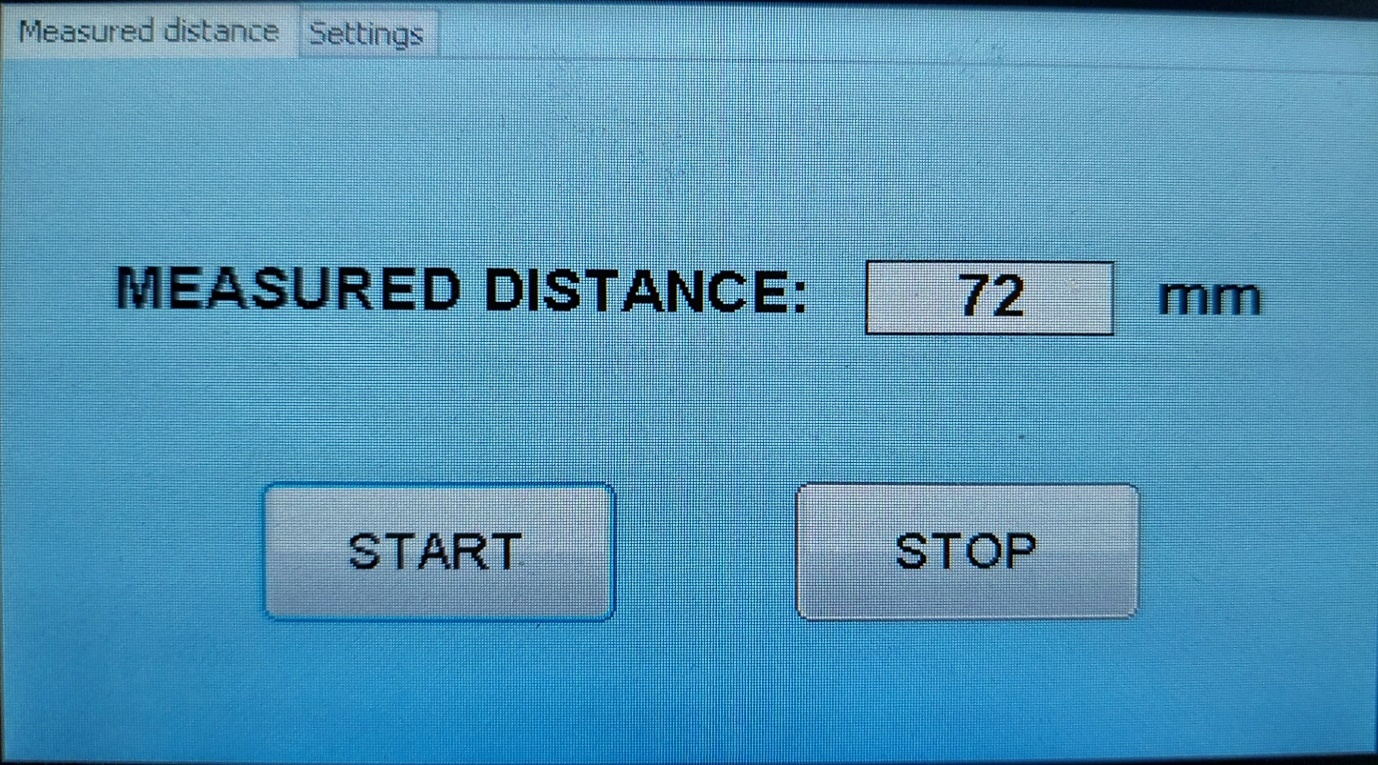 Measured distance Settings
MEASURED DISTANCE: 72 mm
START STOP